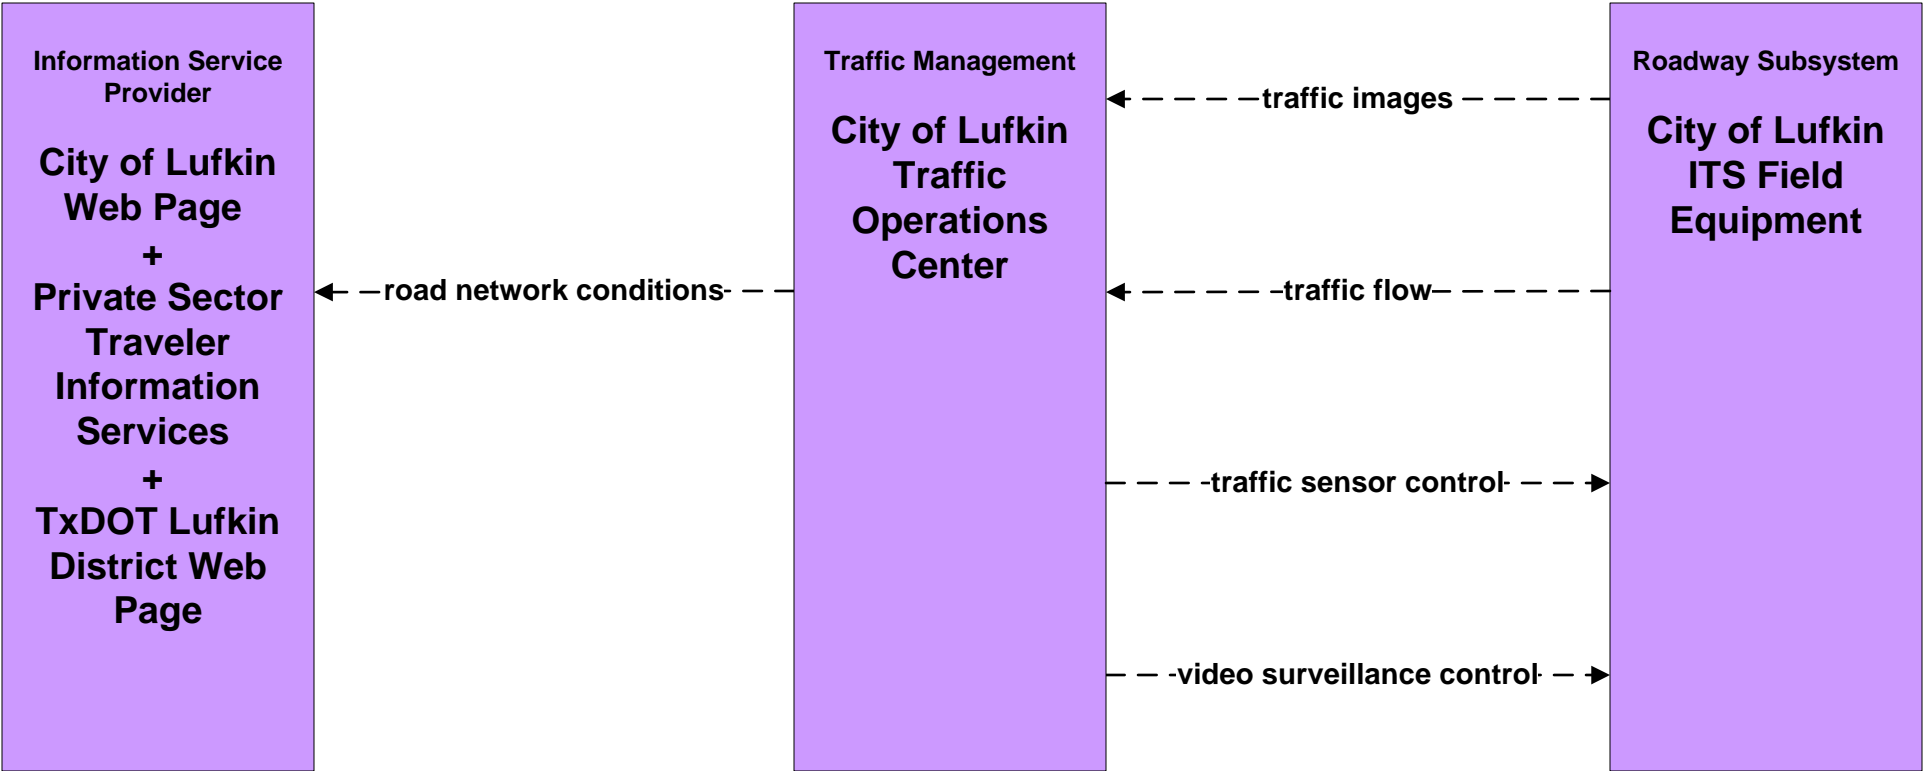 Information Service
Provider
City of Lufkin
Web Page
+
Private Sector
Traveler
Information
Services
+
TxDOT Lufkin
District Web
Page
road network conditions
Traffic Management
City of Lufkin
Traffic
Operations
Center
traffic images
traffic flow
traffic sensor control
video surveillance control
Roadway Subsystem
City of Lufkin
ITS Field
Equipment